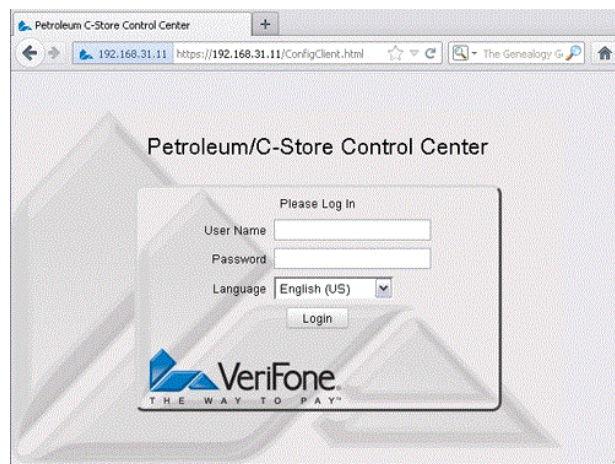 Petroleum C-Store Control Center
192.168.31.11 https://192.168.31.11/ConfigClient.html The Genealogy G
Petroleum/C-Store Control Center
Please Log In
User Name
Password
Language English (US)
Login
VeriFone.
THE WAY TO PAY™